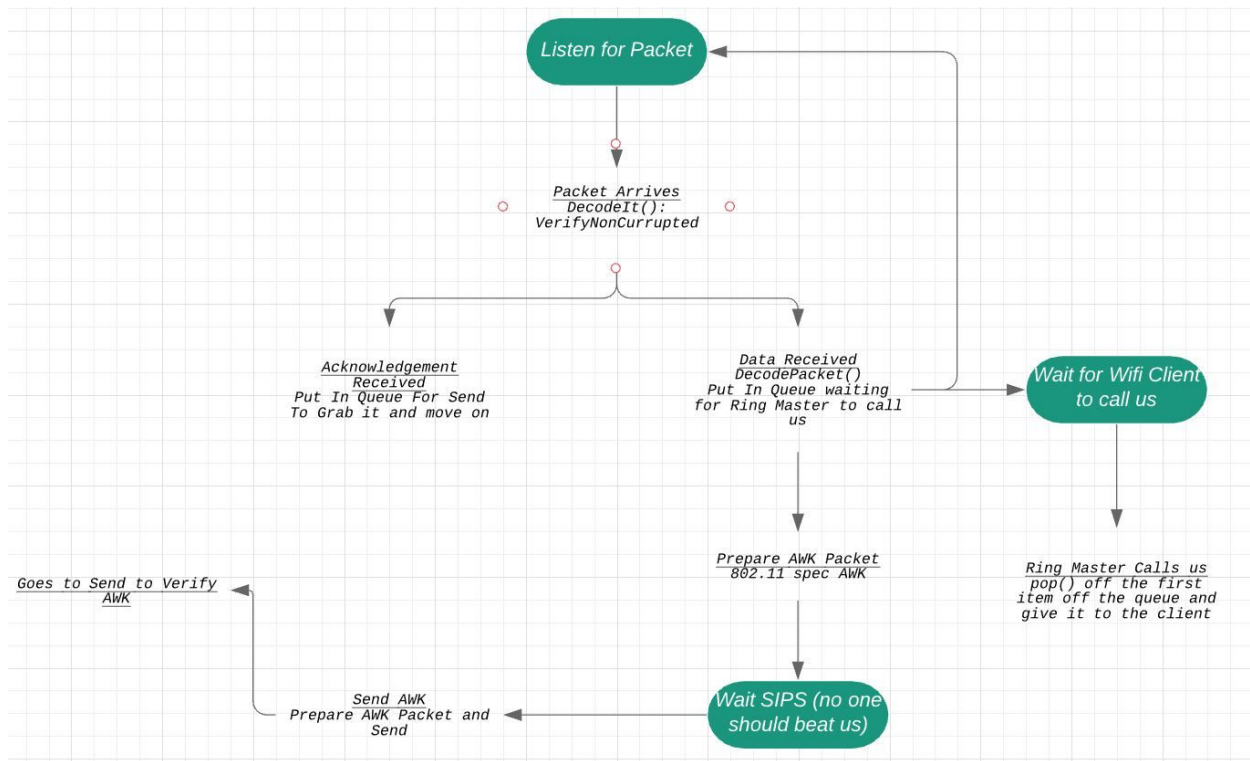 Listen for Packet
Packet Arrives
DecodeIt():
VerifyNonCurrupted
Acknowledgement
Received
Put In Queue For Send
To Grab it and move on
Data Received
DecodePacket()
Put In Queue waiting
for Ring Master to call
us
Wait for Wifi Client
to call us
Prepare AWK Packet
802.11 spec AWK
Ring Master Calls us
pop() off the first
item off the queue and
give it to the client
Goes to Send to Verify
AWK
Send AWK
Prepare AWK Packet and
Send
Wait SIPS (no one
should beat us)